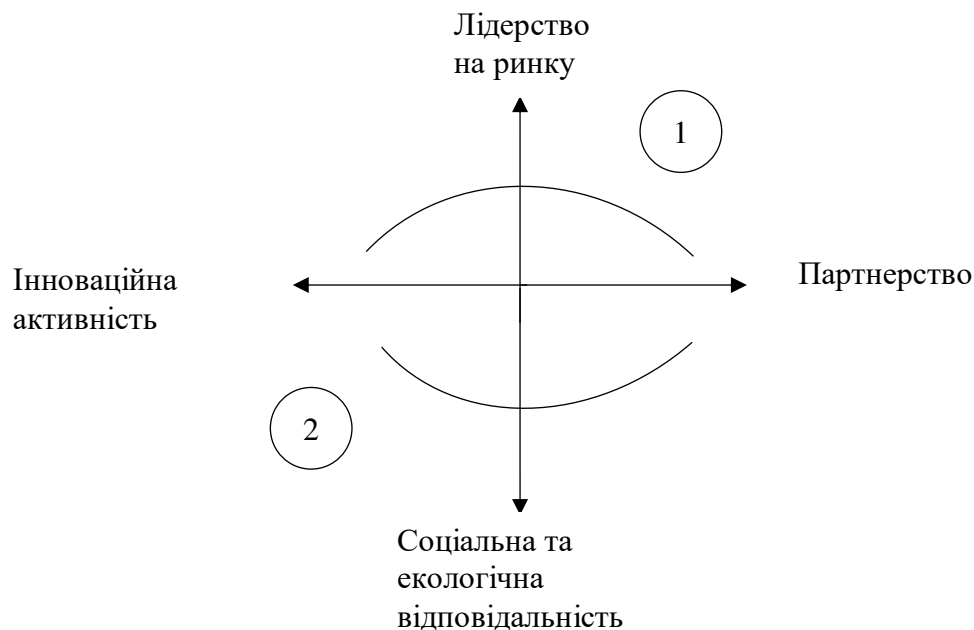 Лідерство
на ринку
1
Інноваційна
активність
Партнерство
2
Соціальна та
екологічна
відповідальність